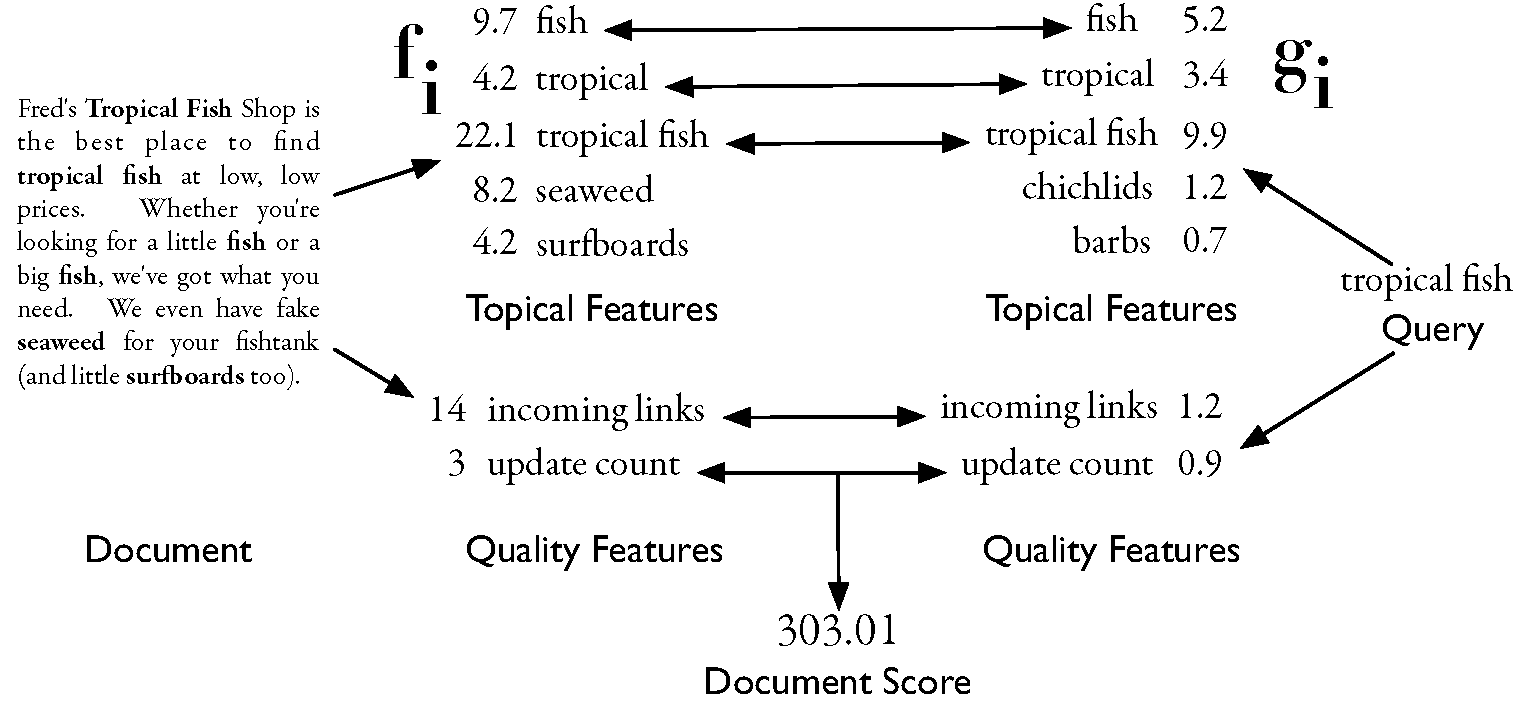 f i
9.7 fish
4.2 tropical
22.1 tropical fish
8.2 seaweed
4.2 surfboards
Topical Features
fish 5.2
tropical 3.4
tropical fish 9.9
chichlids 1.2
barbs 0.7
Topical Features
g i
Fred's Tropical Fish Shop is
the best place to find
tropical fish at low, low
prices. Whether you're
looking for a little fish or a
big fish, we've got what you
need. We even have fake
seaweed for your fishtank
(and little surfboards too).
tropical fish
Query
14 incoming links
3 update count
Quality Features
incoming links 1.2
update count 0.9
Quality Features
Document
303.01
Document Score